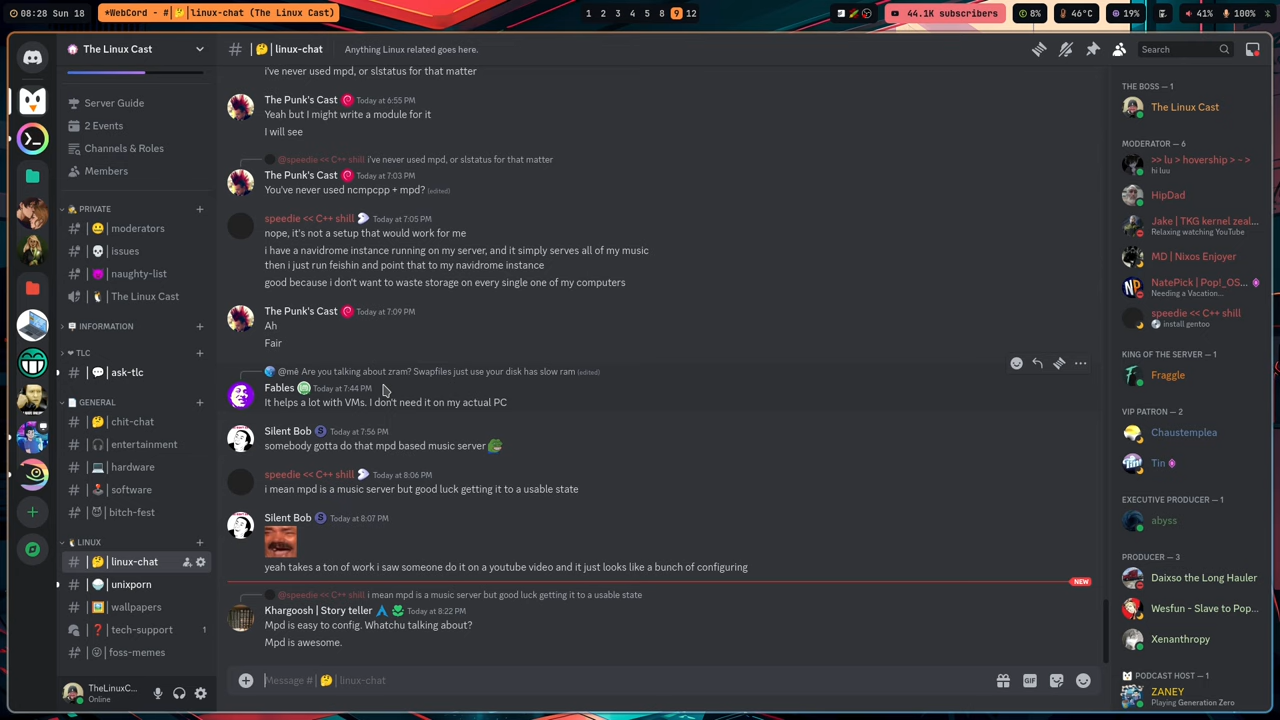 08:28 Sun 18
*WebCord - # | 🤔|linux-chat (The Linux Cast)
1 2 3 4 5 8 9 12
44.1K subscribers
8%
46°C
19%
41%
100%
The Linux Cast
Server Guide
2 Events
Channels & Roles
Members
PRIVATE
moderators
issues
naughty-list
The Linux Cast
INFORMATION
TLC
ask-tlc
GENERAL
chit-chat
entertainment
hardware
software
bitch-fest
LINUX
linux-chat
unixporn
wallpapers
tech-support 1
foss-memes
TheLinuxC...
Online
# | 🤔|linux-chat
Anything Linux related goes here.
Search
i've never used mpd, or slstatus for that matter
The Punk's Cast Today at 6:55 PM
Yeah but I might write a module for it
I will see
@speedie << C++ shill i've never used mpd, or slstatus for that matter
The Punk's Cast Today at 7:03 PM
You've never used ncmpcpp + mpd? (edited)
speedie << C++ shill Today at 7:05 PM
nope, it's not a setup that would work for me
i have a navidrome instance running on my server, and it simply serves all of my music
then i just run feishin and point that to my navidrome instance
good because i don't want to waste storage on every single one of my computers
The Punk's Cast Today at 7:09 PM
Ah
Fair
@mē Are you talking about zram? Swapfiles just use your disk has slow ram (edited)
Fables Today at 7:44 PM
It helps a lot with VMs. I don't need it on my actual PC
Silent Bob S Today at 7:56 PM
somebody gotta do that mpd based music server
speedie << C++ shill Today at 8:06 PM
i mean mpd is a music server but good luck getting it to a usable state
Silent Bob S Today at 8:07 PM
yeah takes a ton of work i saw someone do it on a youtube video and it just looks like a bunch of configuring
NEW
@speedie << C++ shill i mean mpd is a music server but good luck getting it to a usable state
Khargoosh | Story teller Today at 8:22 PM
Mpd is easy to config. Whatchu talking about?
Mpd is awesome.
Message # | 🤔|linux-chat
GIF
THE BOSS — 1
The Linux Cast
MODERATOR — 6
>> lu > hovership > ~ >
hi luu
HipDad
Jake | TKG kernel zeal...
Relaxing watching YouTube
MD | Nixos Enjoyer
NatePick | Pop!_OS...
Needing a Vacation...
speedie << C++ shill
install gentoo
KING OF THE SERVER — 1
Fraggle
VIP PATRON — 2
Chaustemplea
Tin
EXECUTIVE PRODUCER — 1
abyss
PRODUCER — 3
Daixso the Long Hauler
Wesfun - Slave to Pop...
Xenanthropy
PODCAST HOST — 1
ZANEY
Playing Generation Zero